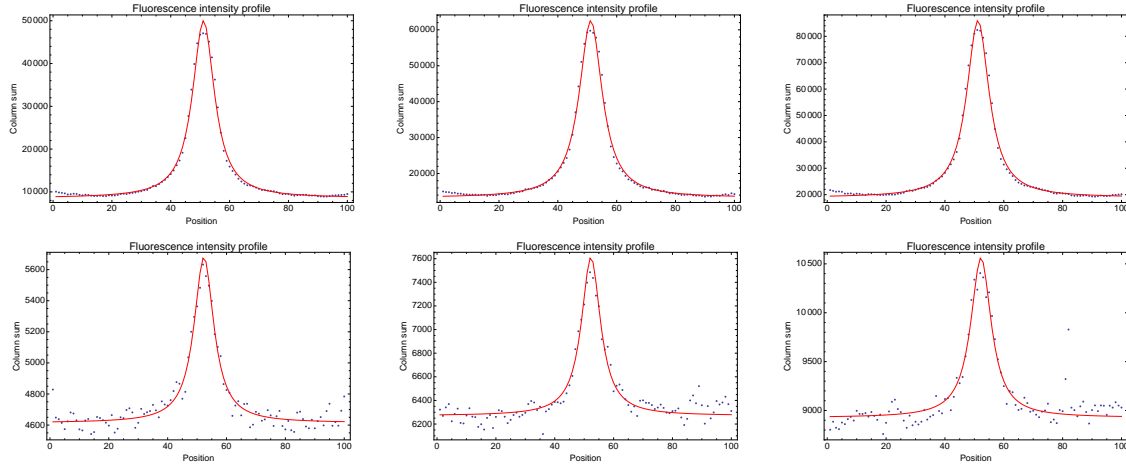 Fluorescence intensity profile
50000
40000
30000
20000
10000
Column sum
0 20 40 60 80 100
Position
Fluorescence intensity profile
60000
40000
20000
Column sum
0 20 40 60 80 100
Position
Fluorescence intensity profile
80000
70000
60000
50000
40000
30000
20000
Column sum
0 20 40 60 80 100
Position
Fluorescence intensity profile
5600
5400
5200
5000
4800
4600
Column sum
0 20 40 60 80 100
Position
Fluorescence intensity profile
7600
7400
7200
7000
6800
6600
6400
6200
Column sum
0 20 40 60 80 100
Position
Fluorescence intensity profile
10500
10000
9500
9000
Column sum
0 20 40 60 80 100
Position